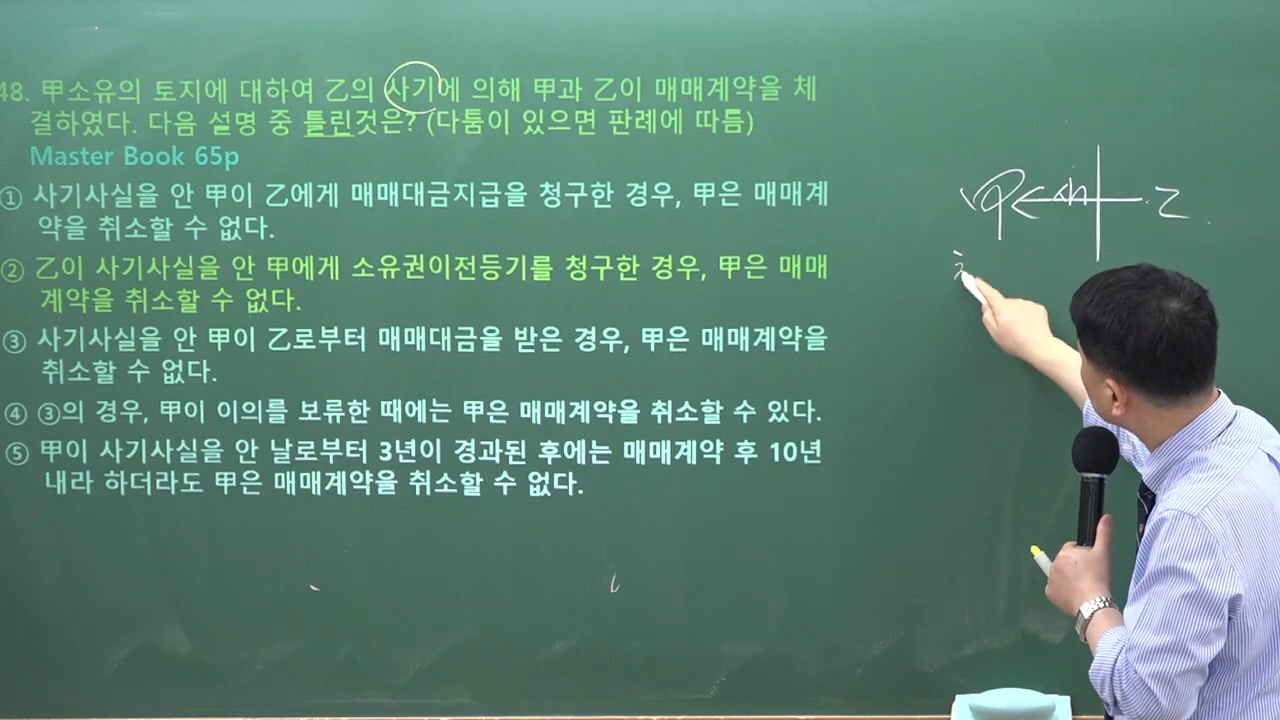 48. 甲소유의 토지에 대하여 乙의 사기에 의해 甲과 乙이 매매계약을 체
결하였다. 다음 설명 중 틀린것은? (다툼이 있으면 판례에 따름)
Master Book 65p
① 사기사실을 안 甲이 乙에게 매매대금지급을 청구한 경우, 甲은 매매계
약을 취소할 수 없다.
② 乙이 사기사실을 안 甲에게 소유권이전등기를 청구한 경우, 甲은 매매
계약을 취소할 수 없다.
③ 사기사실을 안 甲이 乙로부터 매매대금을 받은 경우, 甲은 매매계약을
취소할 수 없다.
④ ③의 경우, 甲이 이의를 보류한 때에는 甲은 매매계약을 취소할 수 있다.
⑤ 甲이 사기사실을 안 날로부터 3년이 경과된 후에는 매매계약 후 10년
내라 하더라도 甲은 매매계약을 취소할 수 없다.
甲 乙